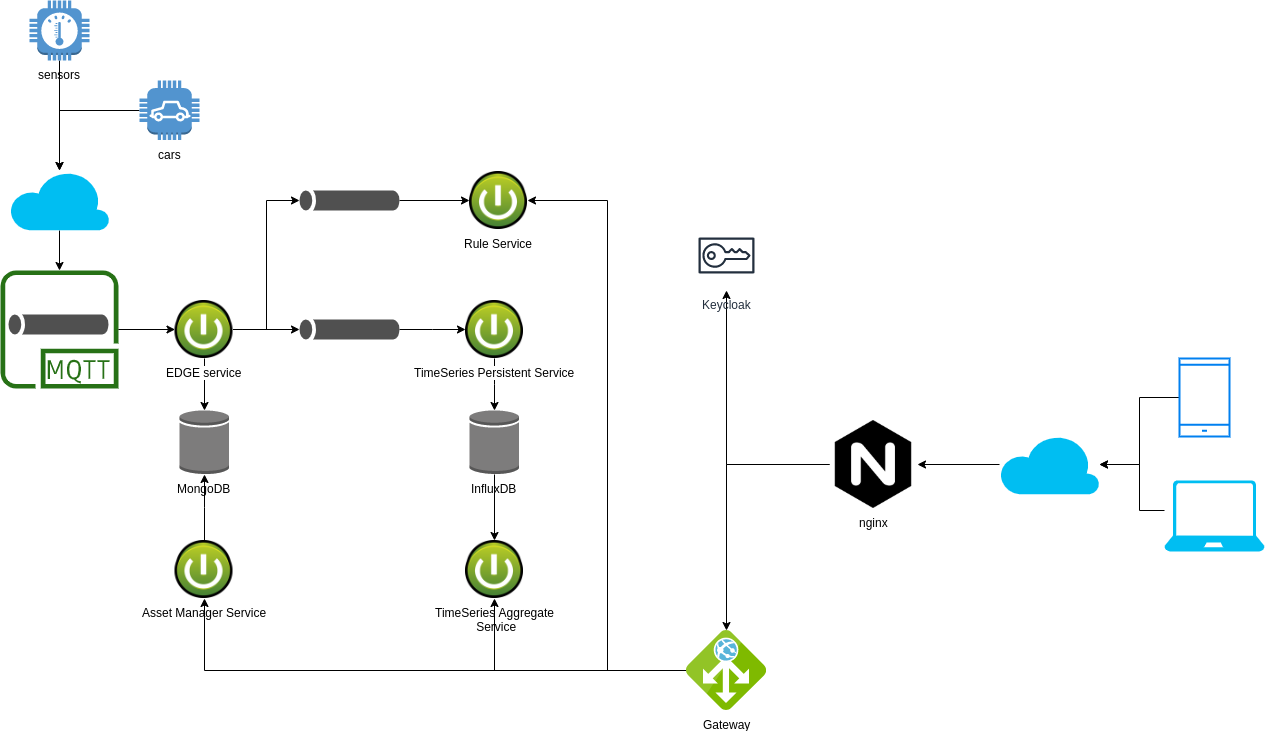 sensors
cars
Rule Service
Keycloak
MQTT
EDGE service
TimeSeries Persistent Service
MongoDB
InfluxDB
N
nginx
Asset Manager Service
TimeSeries Aggregate
Service
Gateway